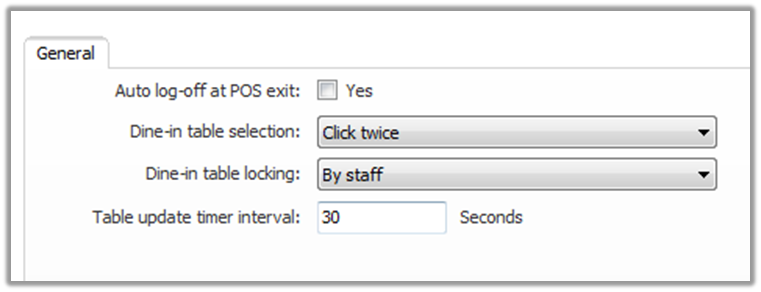 General
Auto log-off at POS exit: Yes
Dine-in table selection: Click twice
Dine-in table locking: By staff
Table update timer interval: 30 Seconds